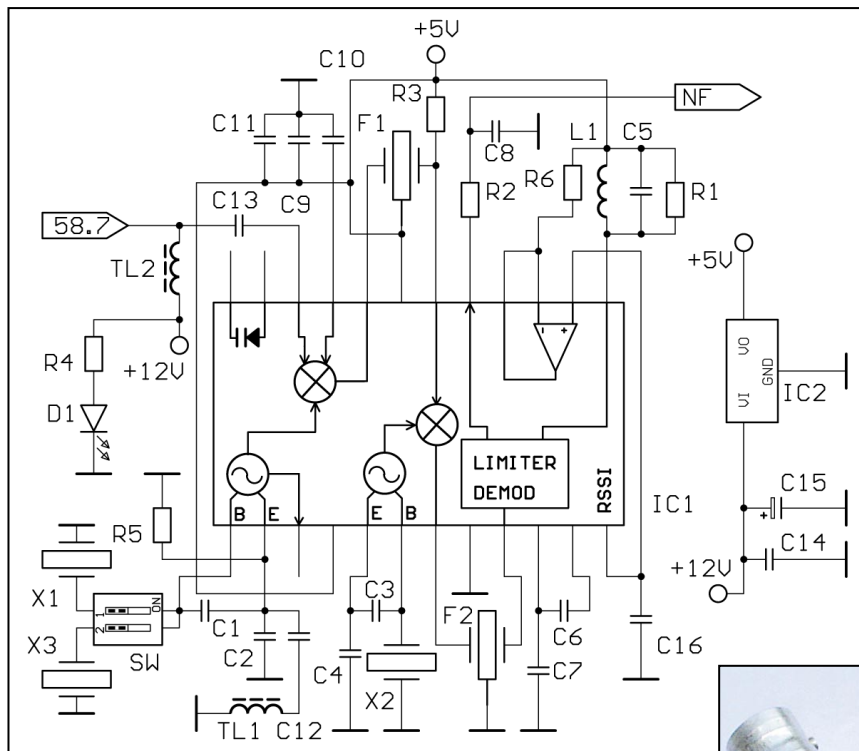 +5V
C10
R3
NF
C11
F1
L1
C5
C8
R6
R2
R1
C13
C9
58.7
+5V
TL2
VO
GND
VI
IC2
R4
+12V
D1
LIMITER
DEMOD
RSSI
IC1
B
E
E
B
C15
+
R5
C14
+12V
X1
ON
1
2
C1
C3
F2
C6
X3
SW
C2
C4
C7
C16
X2
TL1
C12
-
+